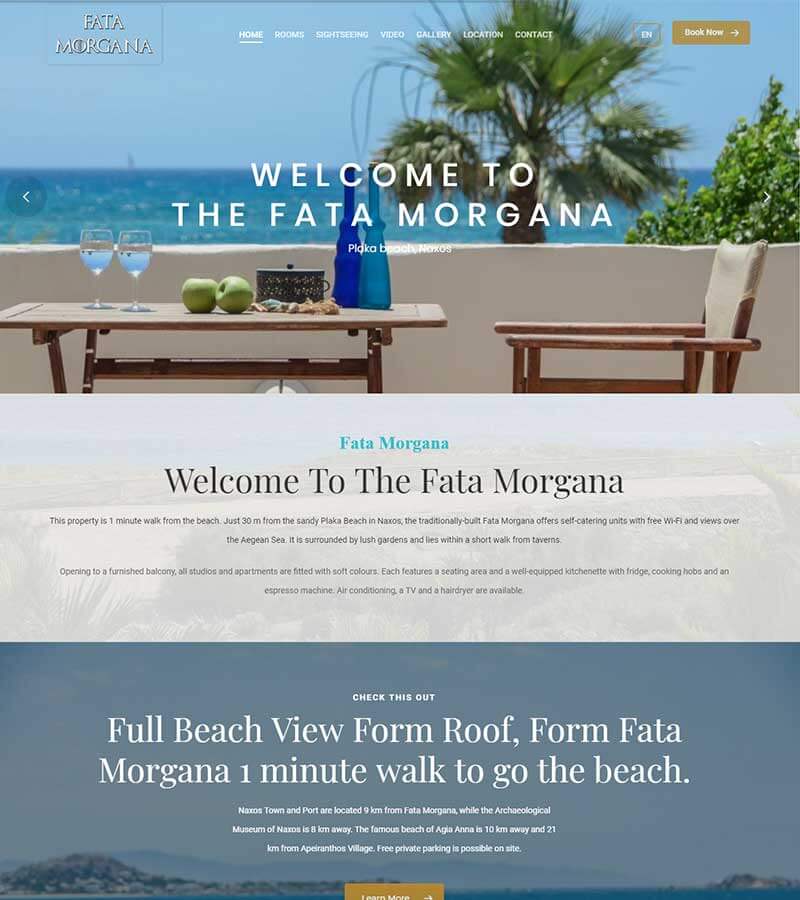 FATA
MORGANA
HOME ROOMS SIGHTSEEING VIDEO GALLERY LOCATION CONTACT
EN
Book Now
WELCOME TO
THE FATA MORGANA
Plaka beach, Naxos
Fata Morgana
Welcome To The Fata Morgana
This property is 1 minute walk from the beach. Just 30 m from the sandy Plaka Beach in Naxos, the traditionally-built Fata Morgana offers self-catering units with free Wi-Fi and views over
the Aegean Sea. It is surrounded by lush gardens and lies within a short walk from taverns.
Opening to a furnished balcony, all studios and apartments are fitted with soft colours. Each features a seating area and a well-equipped kitchenette with fridge, cooking hobs and an
espresso machine. Air conditioning, a TV and a hairdryer are available.
CHECK THIS OUT
Full Beach View Form Roof, Form Fata
Morgana 1 minute walk to go the beach.
Naxos Town and Port are located 9 km from Fata Morgana, while the Archaeological
Museum of Naxos is 8 km away. The famous beach of Agia Anna is 10 km away and 21
km from Apeiranthos Village. Free private parking is possible on site.
Learn More